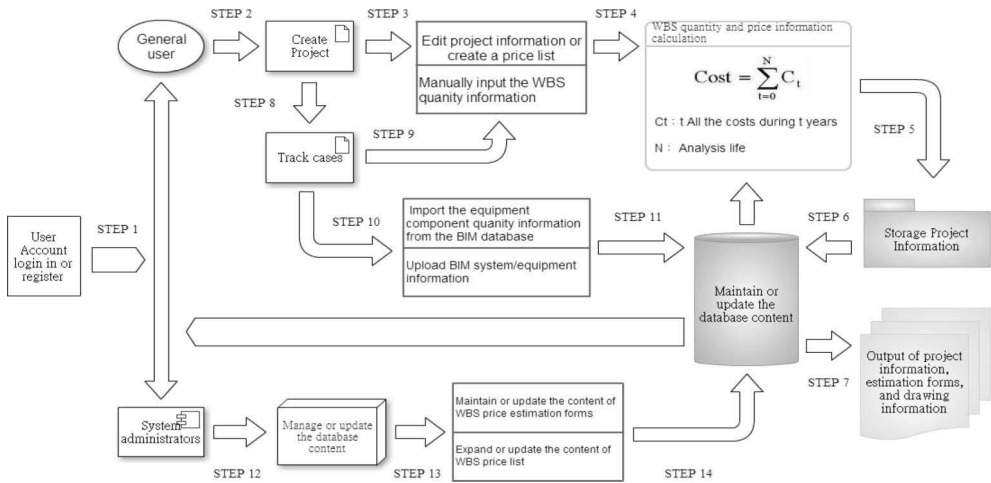 STEP 2
STEP 3
STEP 4
General
user
Create
Project
Edit project information or
create a price list
Manually input the WBS
quanity information
WBS quantity and price information
calculation
Cost = N∑t=0 Ct
Ct : t All the costs during t years
N : Analysis life
STEP 5
STEP 8
STEP 9
Track cases
STEP 1
User
Account
login in or
register
STEP 10
Import the equipment
component quanity information
from the BIM database
Upload BIM system/equipment
information
STEP 11
STEP 6
Storage Project
Information
Maintain or
update the
database content
STEP 7
Output of project
information,
estimation forms,
and drawing
information
System
administrators
STEP 12
Manage or update
the database
content
STEP 13
Maintain or update the content of
WBS price estimation forms
Expand or update the content of
WBS price list
STEP 14